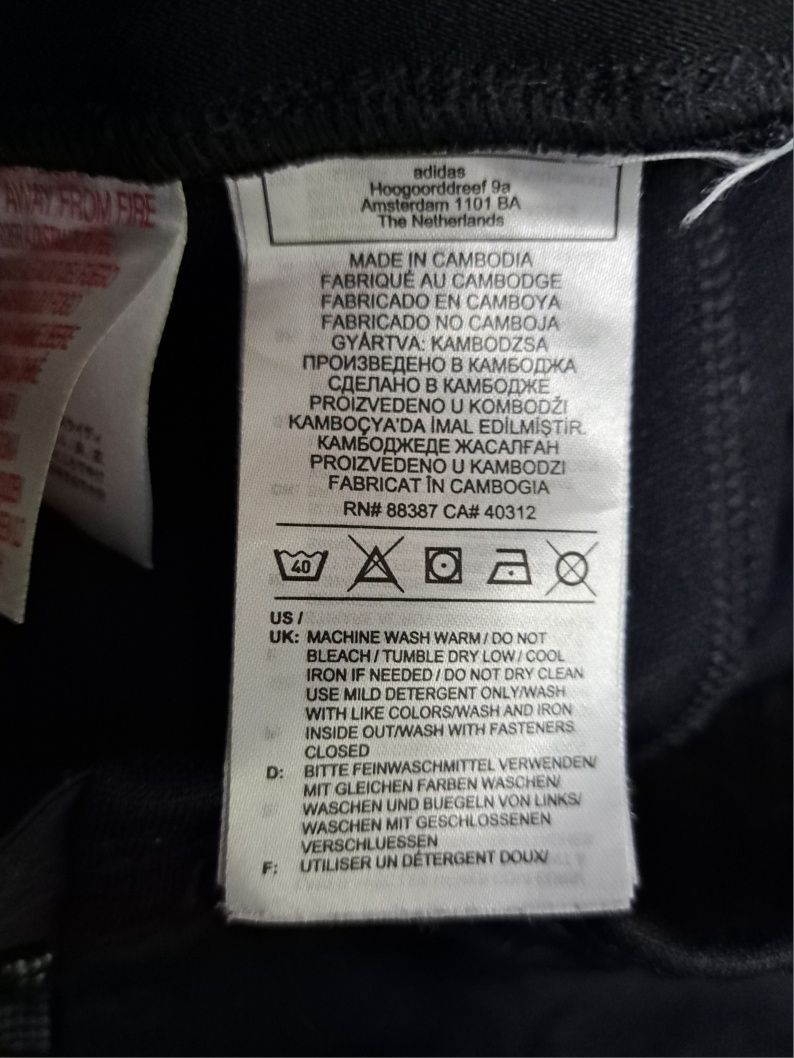 AWAY FROM FIRE
adidas
Hoogoorddreef 9a
Amsterdam 1101 BA
The Netherlands
MADE IN CAMBODIA
FABRIQUÉ AU CAMBODGE
FABRICADO EN CAMBOYA
FABRICADO NO CAMBOJA
GYÁRTVA: KAMBODZSA
ПРОИЗВЕДЕНО В КАМБОДЖА
СДЕЛАНО В КАМБОДЖЕ
PROIZVEDENO U KOMBODŽI
KAMBOÇYA'DA İMAL EDİLMİŞTİR.
КАМБОДЖЕДЕ ЖАСАЛҒАН
PROIZVEDENO U KAMBODZI
FABRICAT ÎN CAMBOGIA
RN# 88387 CA# 40312
40
US /
UK: MACHINE WASH WARM / DO NOT
BLEACH / TUMBLE DRY LOW / COOL
IRON IF NEEDED / DO NOT DRY CLEAN
USE MILD DETERGENT ONLY/WASH
WITH LIKE COLORS/WASH AND IRON
INSIDE OUT/WASH WITH FASTENERS
CLOSED
D: BITTE FEINWASCHMITTEL VERWENDEN/
MIT GLEICHEN FARBEN WASCHEN/
WASCHEN UND BUEGELN VON LINKS/
WASCHEN MIT GESCHLOSSENEN
VERSCHLUESSEN
F: UTILISER UN DÉTERGENT DOUX/